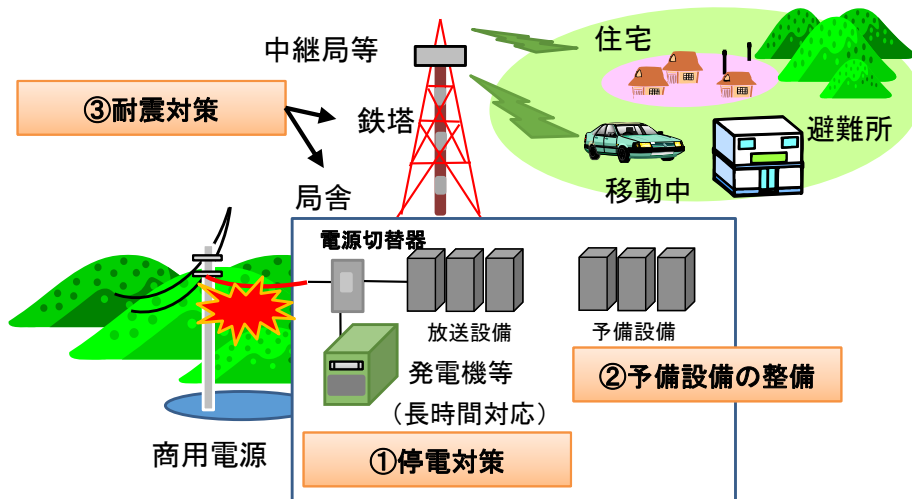 中継局等
住宅
③耐震対策
鉄塔
避難所
移動中
局舎
電源切替器
放送設備
予備設備
発電機等
（長時間対応）
②予備設備の整備
商用電源
①停電対策